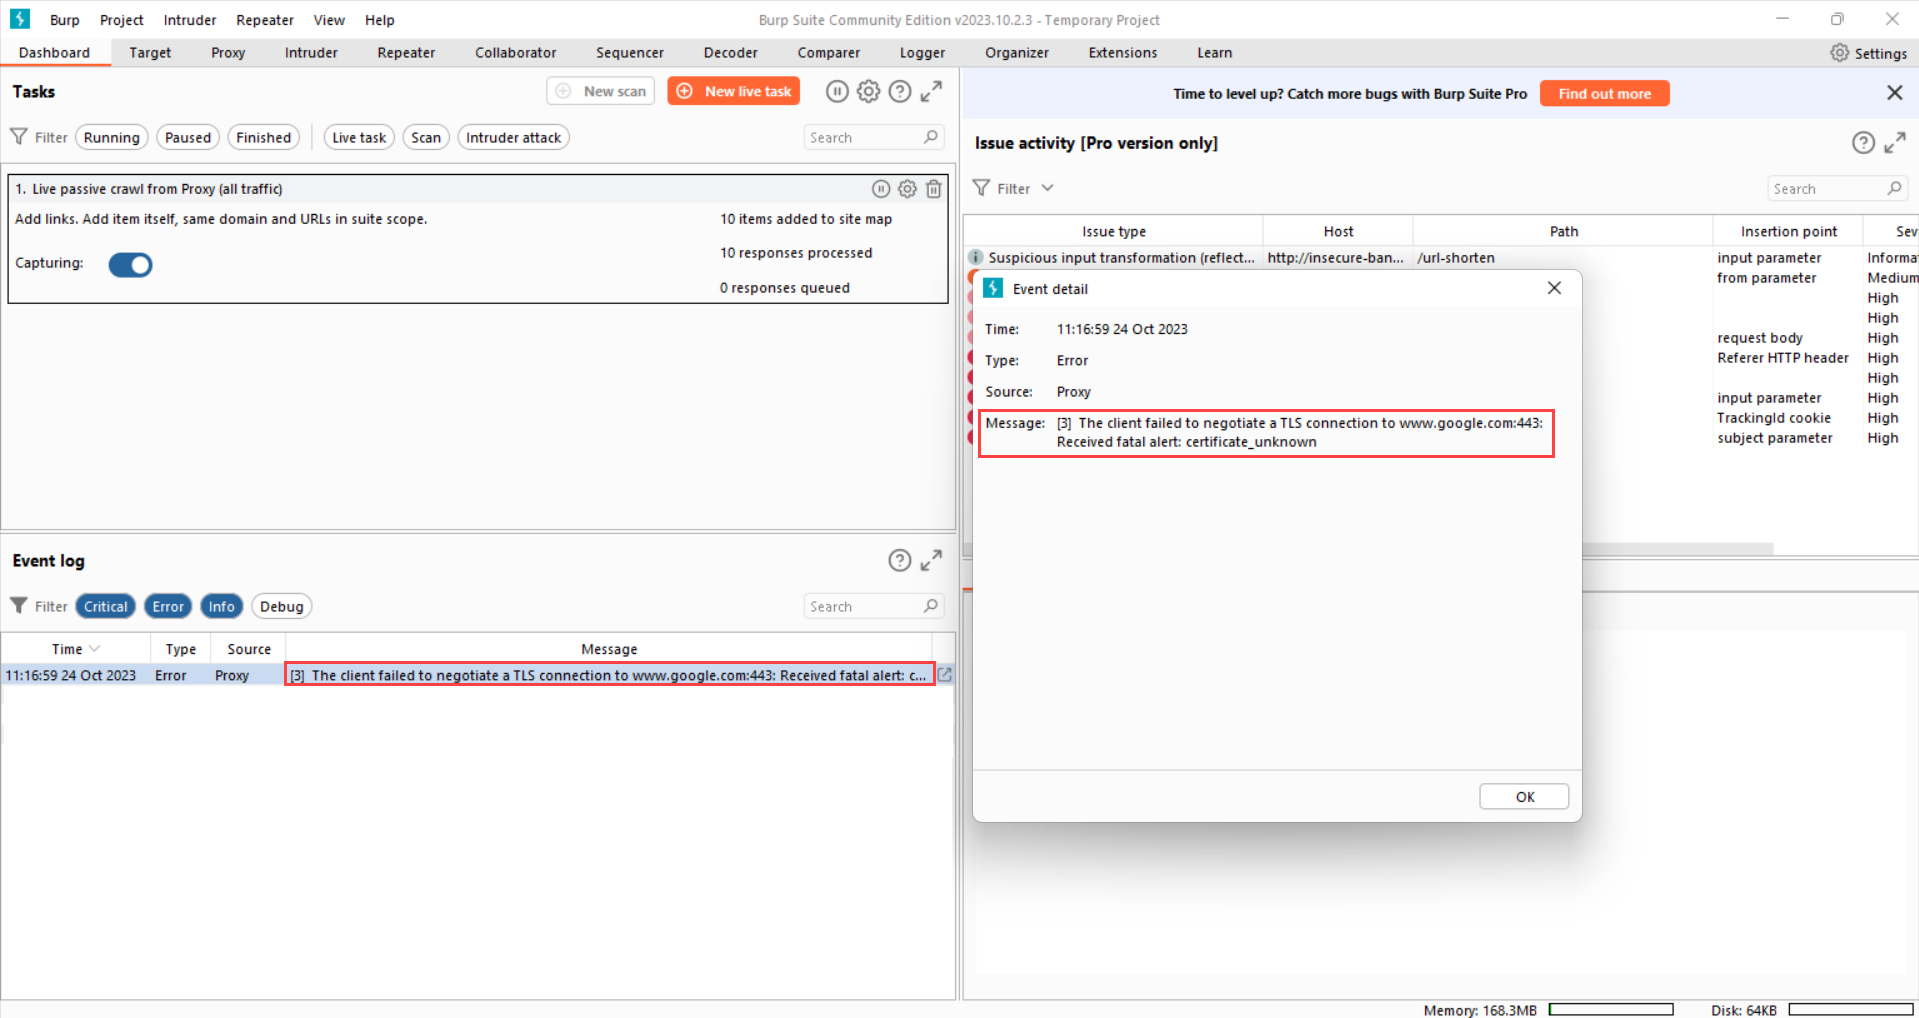 Burp Project Intruder Repeater View Help
Burp Suite Community Edition v2023.10.2.3 - Temporary Project
Dashboard Target Proxy Intruder Repeater Collaborator Sequencer Decoder Comparer Logger Organizer Extensions Learn
Settings
Tasks
New scan
New live task
Filter Running Paused Finished Live task Scan Intruder attack
Search
1. Live passive crawl from Proxy (all traffic)
Add links. Add item itself, same domain and URLs in suite scope.
10 items added to site map
10 responses processed
Capturing:
0 responses queued
Time to level up? Catch more bugs with Burp Suite Pro
Find out more
Issue activity [Pro version only]
Filter
Search
Issue type Host Path Insertion point Sev
Suspicious input transformation (reflect... http://insecure-ban... /url-shorten input parameter Informa
from parameter Medium
High
High
request body High
Referer HTTP header High
High
input parameter High
TrackingId cookie High
subject parameter High
Event detail
Time: 11:16:59 24 Oct 2023
Type: Error
Source: Proxy
Message: [3] The client failed to negotiate a TLS connection to www.google.com:443:
Received fatal alert: certificate_unknown
OK
Event log
Filter Critical Error Info Debug
Search
Time Type Source Message
11:16:59 24 Oct 2023 Error Proxy [3] The client failed to negotiate a TLS connection to www.google.com:443: Received fatal alert: c...
Memory: 168.3MB
Disk: 64KB